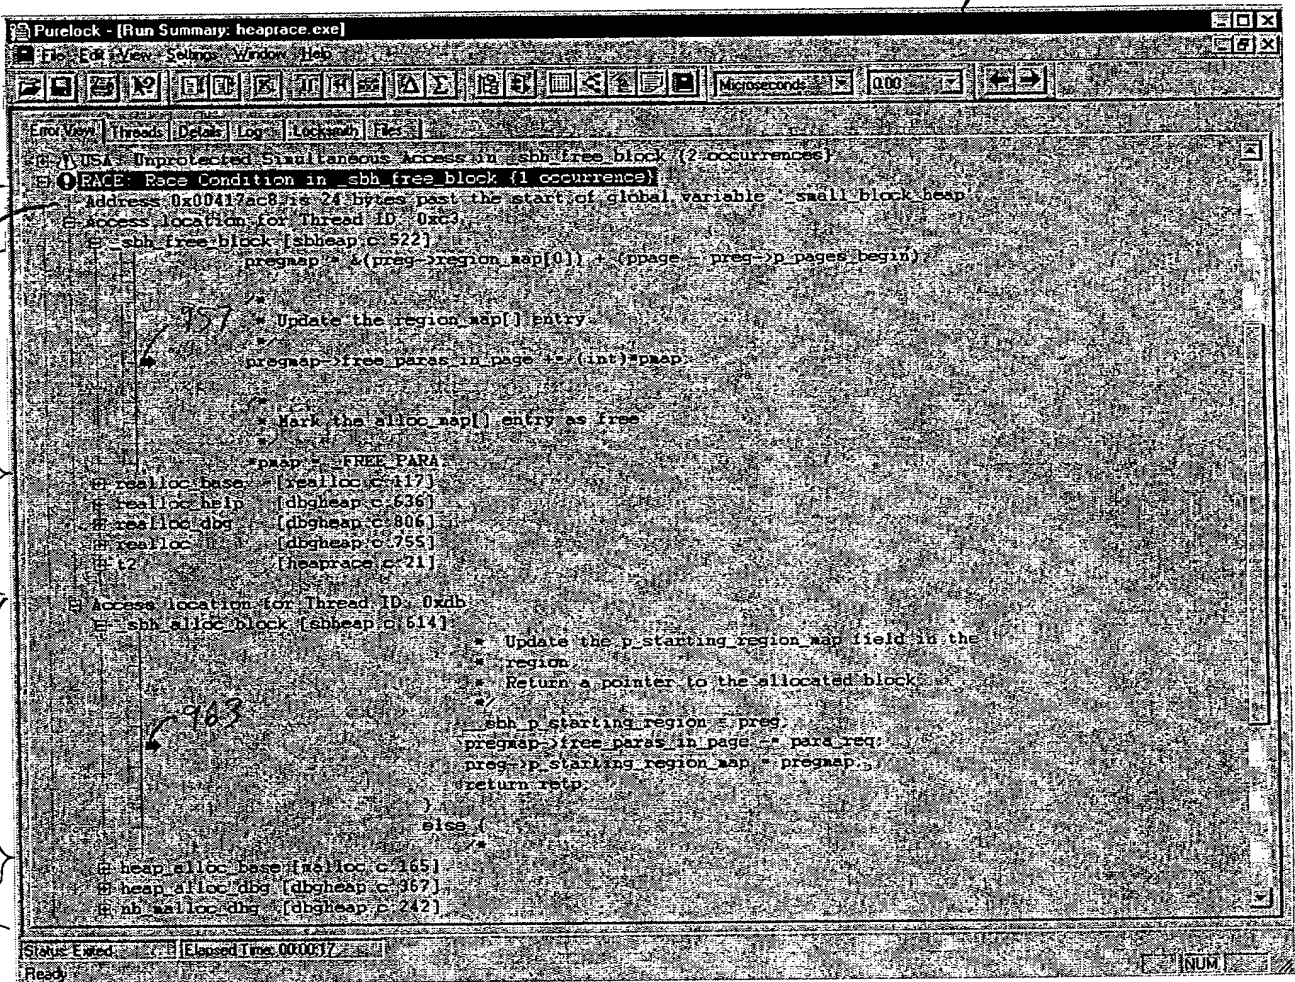 Purelock - [Run Summary: heaprace.exe]
File Edit View Settings Window Help
Microseconds 0.00
Error View Threads Details Log Locksmith Files
USA: Unprotected Simultaneous Access in _sbh_free_block {2 occurrences}
RACE: Race Condition in _sbh_free_block {1 occurrence}
Address 0x00417ac8 is 24 bytes past the start of global variable '_small_block_heap'
Access location for Thread ID: 0xc3
_sbh_free_block [sbheap.c:522]
pregmap = &(preg->region_map[0]) + (ppage - preg->p_pages_begin)
/*
957
* Update the region_map[] entry.
*/
pregmap->free_paras_in_page += (int)*pmap;
/*
* Mark the alloc_map[] entry as free
*/
*pmap = _FREE_PARA;
realloc_base [realloc.c:117]
realloc_help [dbgheap.c:636]
realloc_dbg [dbgheap.c:806]
realloc [dbgheap.c:755]
t2 [heaprace.c:21]
Access location for Thread ID: 0xdb
_sbh_alloc_block [sbheap.c:614]
* Update the p_starting_region_map field in the
* region
* Return a pointer to the allocated block.
*/
963
_sbh_p_starting_region = preg;
pregmap->free_paras_in_page -= para_req;
preg->p_starting_region_map = pregmap;
return retp;
}
else {
/*
heap_alloc_base [malloc.c:165]
heap_alloc_dbg [dbgheap.c:367]
nh_malloc_dbg [dbgheap.c:242]
Status: Exited Elapsed Time: 00:00:17
Ready NUM